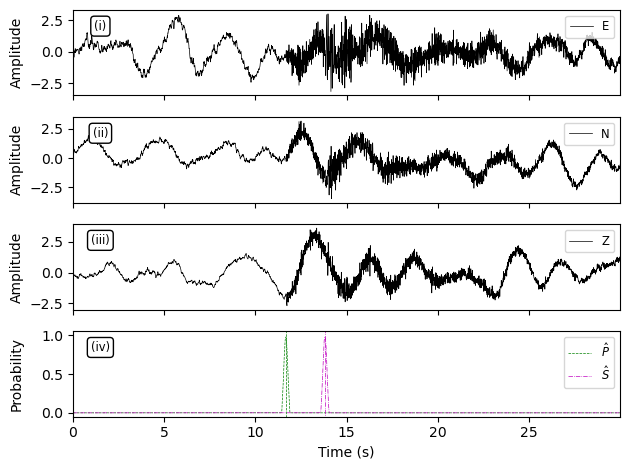 (i)
E
Amplitude
2.5
0.0
−2.5
(ii)
N
Amplitude
2.5
0.0
−2.5
(iii)
Z
Amplitude
2.5
0.0
−2.5
(iv)
P̂
Ŝ
Probability
1.0
0.5
0.0
0 5 10 15 20 25
Time (s)